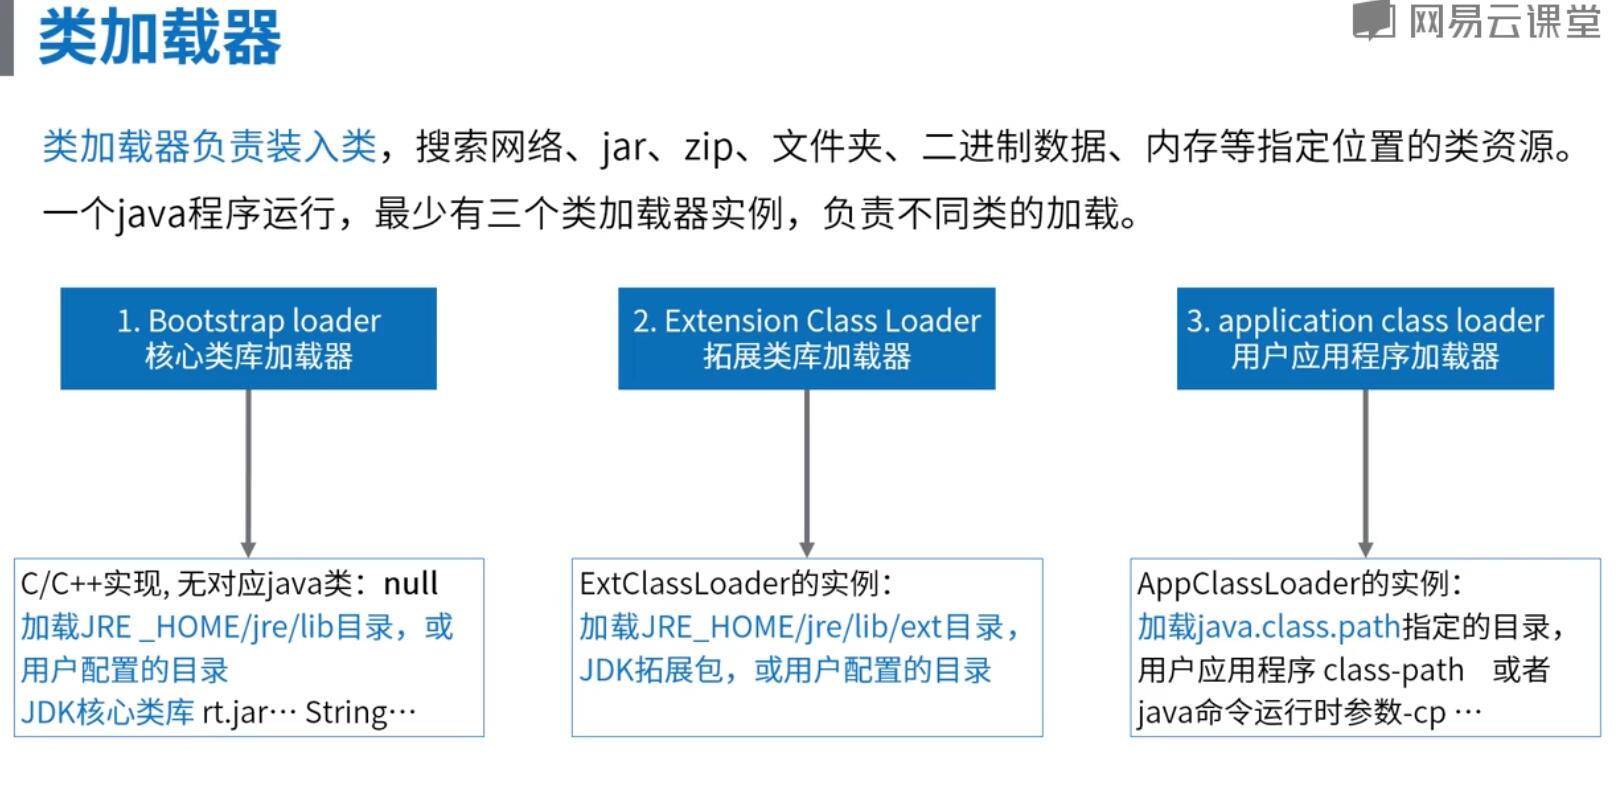 类加载器
网易云课堂
类加载器负责装入类，搜索网络、jar、zip、文件夹、二进制数据、内存等指定位置的类资源。
一个java程序运行，最少有三个类加载器实例，负责不同类的加载。
1. Bootstrap loader
核心类库加载器
2. Extension Class Loader
拓展类库加载器
3. application class loader
用户应用程序加载器
C/C++实现, 无对应java类：null
加载JRE _HOME/jre/lib目录，或
用户配置的目录
JDK核心类库 rt.jar… String…
ExtClassLoader的实例：
加载JRE_HOME/jre/lib/ext目录，
JDK拓展包，或用户配置的目录
AppClassLoader的实例：
加载java.class.path指定的目录，
用户应用程序 class-path 或者
java命令运行时参数-cp …